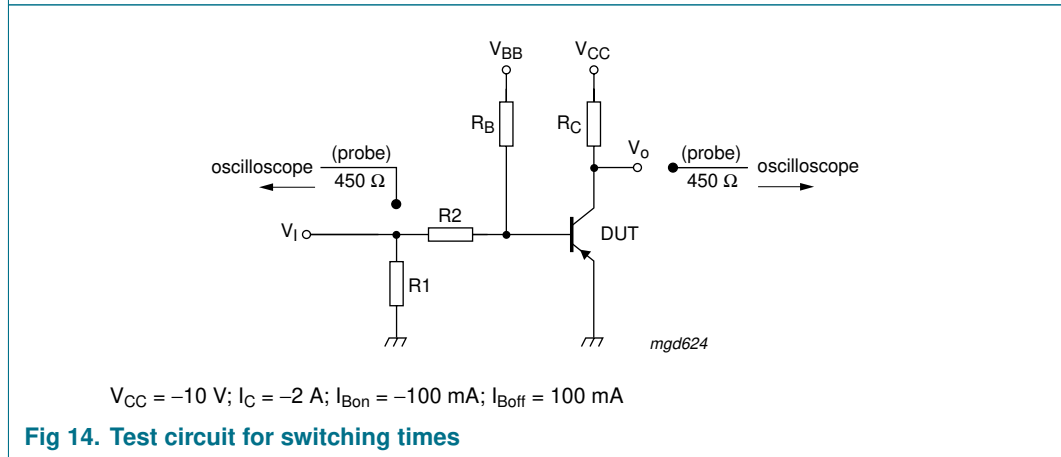 V_BB V_CC
R_B R_C
oscilloscope (probe) 450 Ω
V_o (probe) 450 Ω oscilloscope
R2
V_I
DUT
R1
mgd624
V_CC = −10 V; I_C = −2 A; I_Bon = −100 mA; I_Boff = 100 mA
Fig 14. Test circuit for switching times